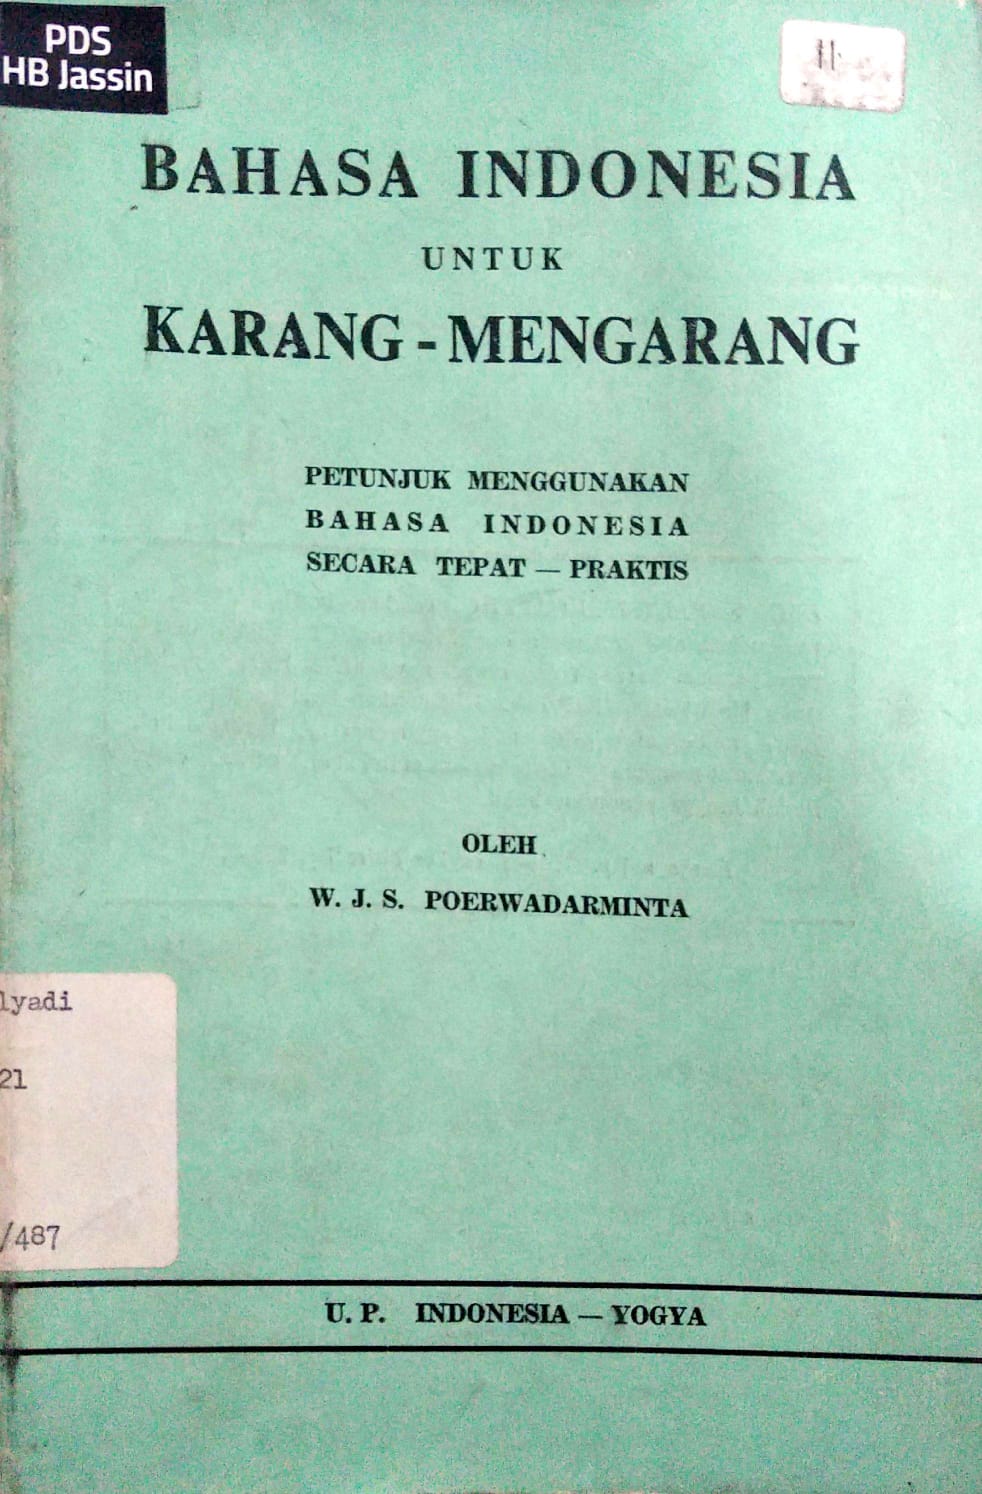 PDS
HB Jassin
BAHASA INDONESIA
UNTUK
KARANG-MENGARANG
PETUNJUK MENGGUNAKAN
BAHASA INDONESIA
SECARA TEPAT — PRAKTIS
OLEH
W. J. S. POERWADARMINTA
lyadi
21
/487
U. P. INDONESIA — YOGYA